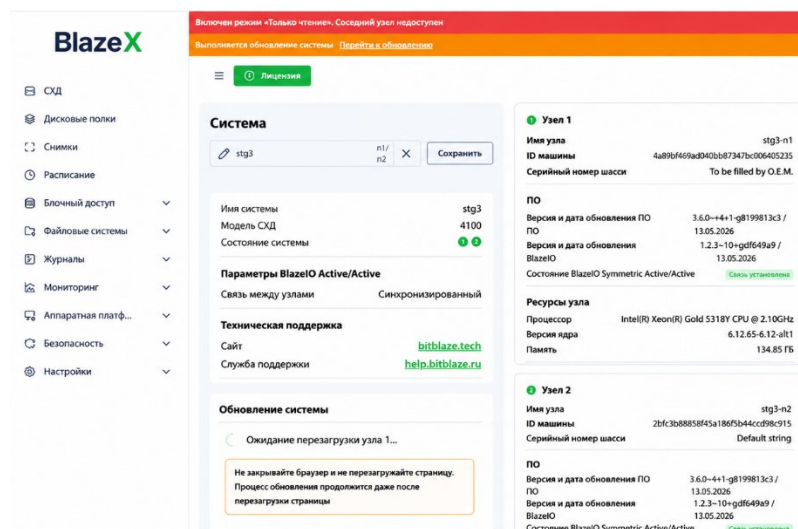 Включен режим «Только чтение». Соседний узел недоступен
Выполняется обновление системы Перейти к обновлению
BlazeX
СХД
Дисковые полки
Снимки
Расписание
Блочный доступ
Файловые системы
Журналы
Мониторинг
Аппаратная платф...
Безопасность
Настройки
Лицензия
Система
stg3 n1/ n2 Сохранить
Имя системы stg3
Модель СХД 4100
Состояние системы 1 2
Параметры BlazeIO Active/Active
Связь между узлами Синхронизированный
Техническая поддержка
Сайт bitblaze.tech
Служба поддержки help.bitblaze.ru
Обновление системы
Ожидание перезагрузки узла 1...
Не закрывайте браузер и не перезагружайте страницу.
Процесс обновления продолжится даже после
перезагрузки страницы
1 Узел 1
Имя узла stg3-n1
ID машины 4a89bf469ad040bb87347bc006405235
Серийный номер шасси To be filled by O.E.M.
ПО
Версия и дата обновления ПО 3.6.0~+4+1-g8199813c3 /
ПО 13.05.2026
Версия и дата обновления 1.2.3~10+gdf649a9 /
BlazeIO 13.05.2026
Состояние BlazeIO Symmetric Active/Active Связь установлена
Ресурсы узла
Процессор Intel(R) Xeon(R) Gold 5318Y CPU @ 2.10GHz
Версия ядра 6.12.65-6.12-alt1
Память 134.85 ГБ
2 Узел 2
Имя узла stg3-n2
ID машины 2bfc3b88858f45a186f5b44ccd98c915
Серийный номер шасси Default string
ПО
Версия и дата обновления ПО 3.6.0~4+1-g8199813c3 /
ПО 13.05.2026
Версия и дата обновления 1.2.3~10+gdf649a9 /
BlazeIO 13.05.2026
Состояние BlazeIO Symmetric Active/Active Связь установлена